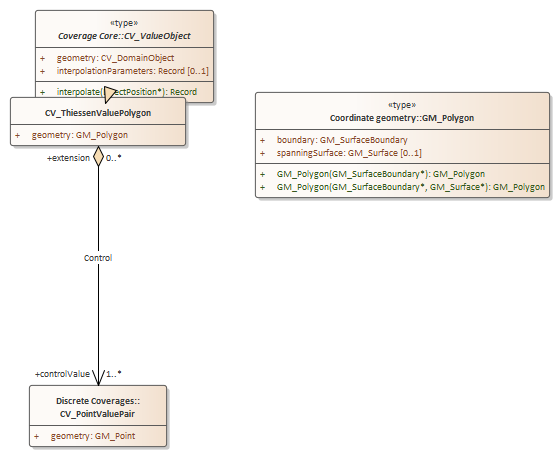 «type»
Coverage Core::CV_ValueObject
+ geometry: CV_DomainObject
+ interpolationParameters: Record [0..1]
+ interpolate( ectPosition*): Record
CV_ThiessenValuePolygon
+ geometry: GM_Polygon
+extension 0..*
Control
+controlValue 1..*
Discrete Coverages::
CV_PointValuePair
+ geometry: GM_Point
«type»
Coordinate geometry::GM_Polygon
+ boundary: GM_SurfaceBoundary
+ spanningSurface: GM_Surface [0..1]
+ GM_Polygon(GM_SurfaceBoundary*): GM_Polygon
+ GM_Polygon(GM_SurfaceBoundary*, GM_Surface*): GM_Polygon